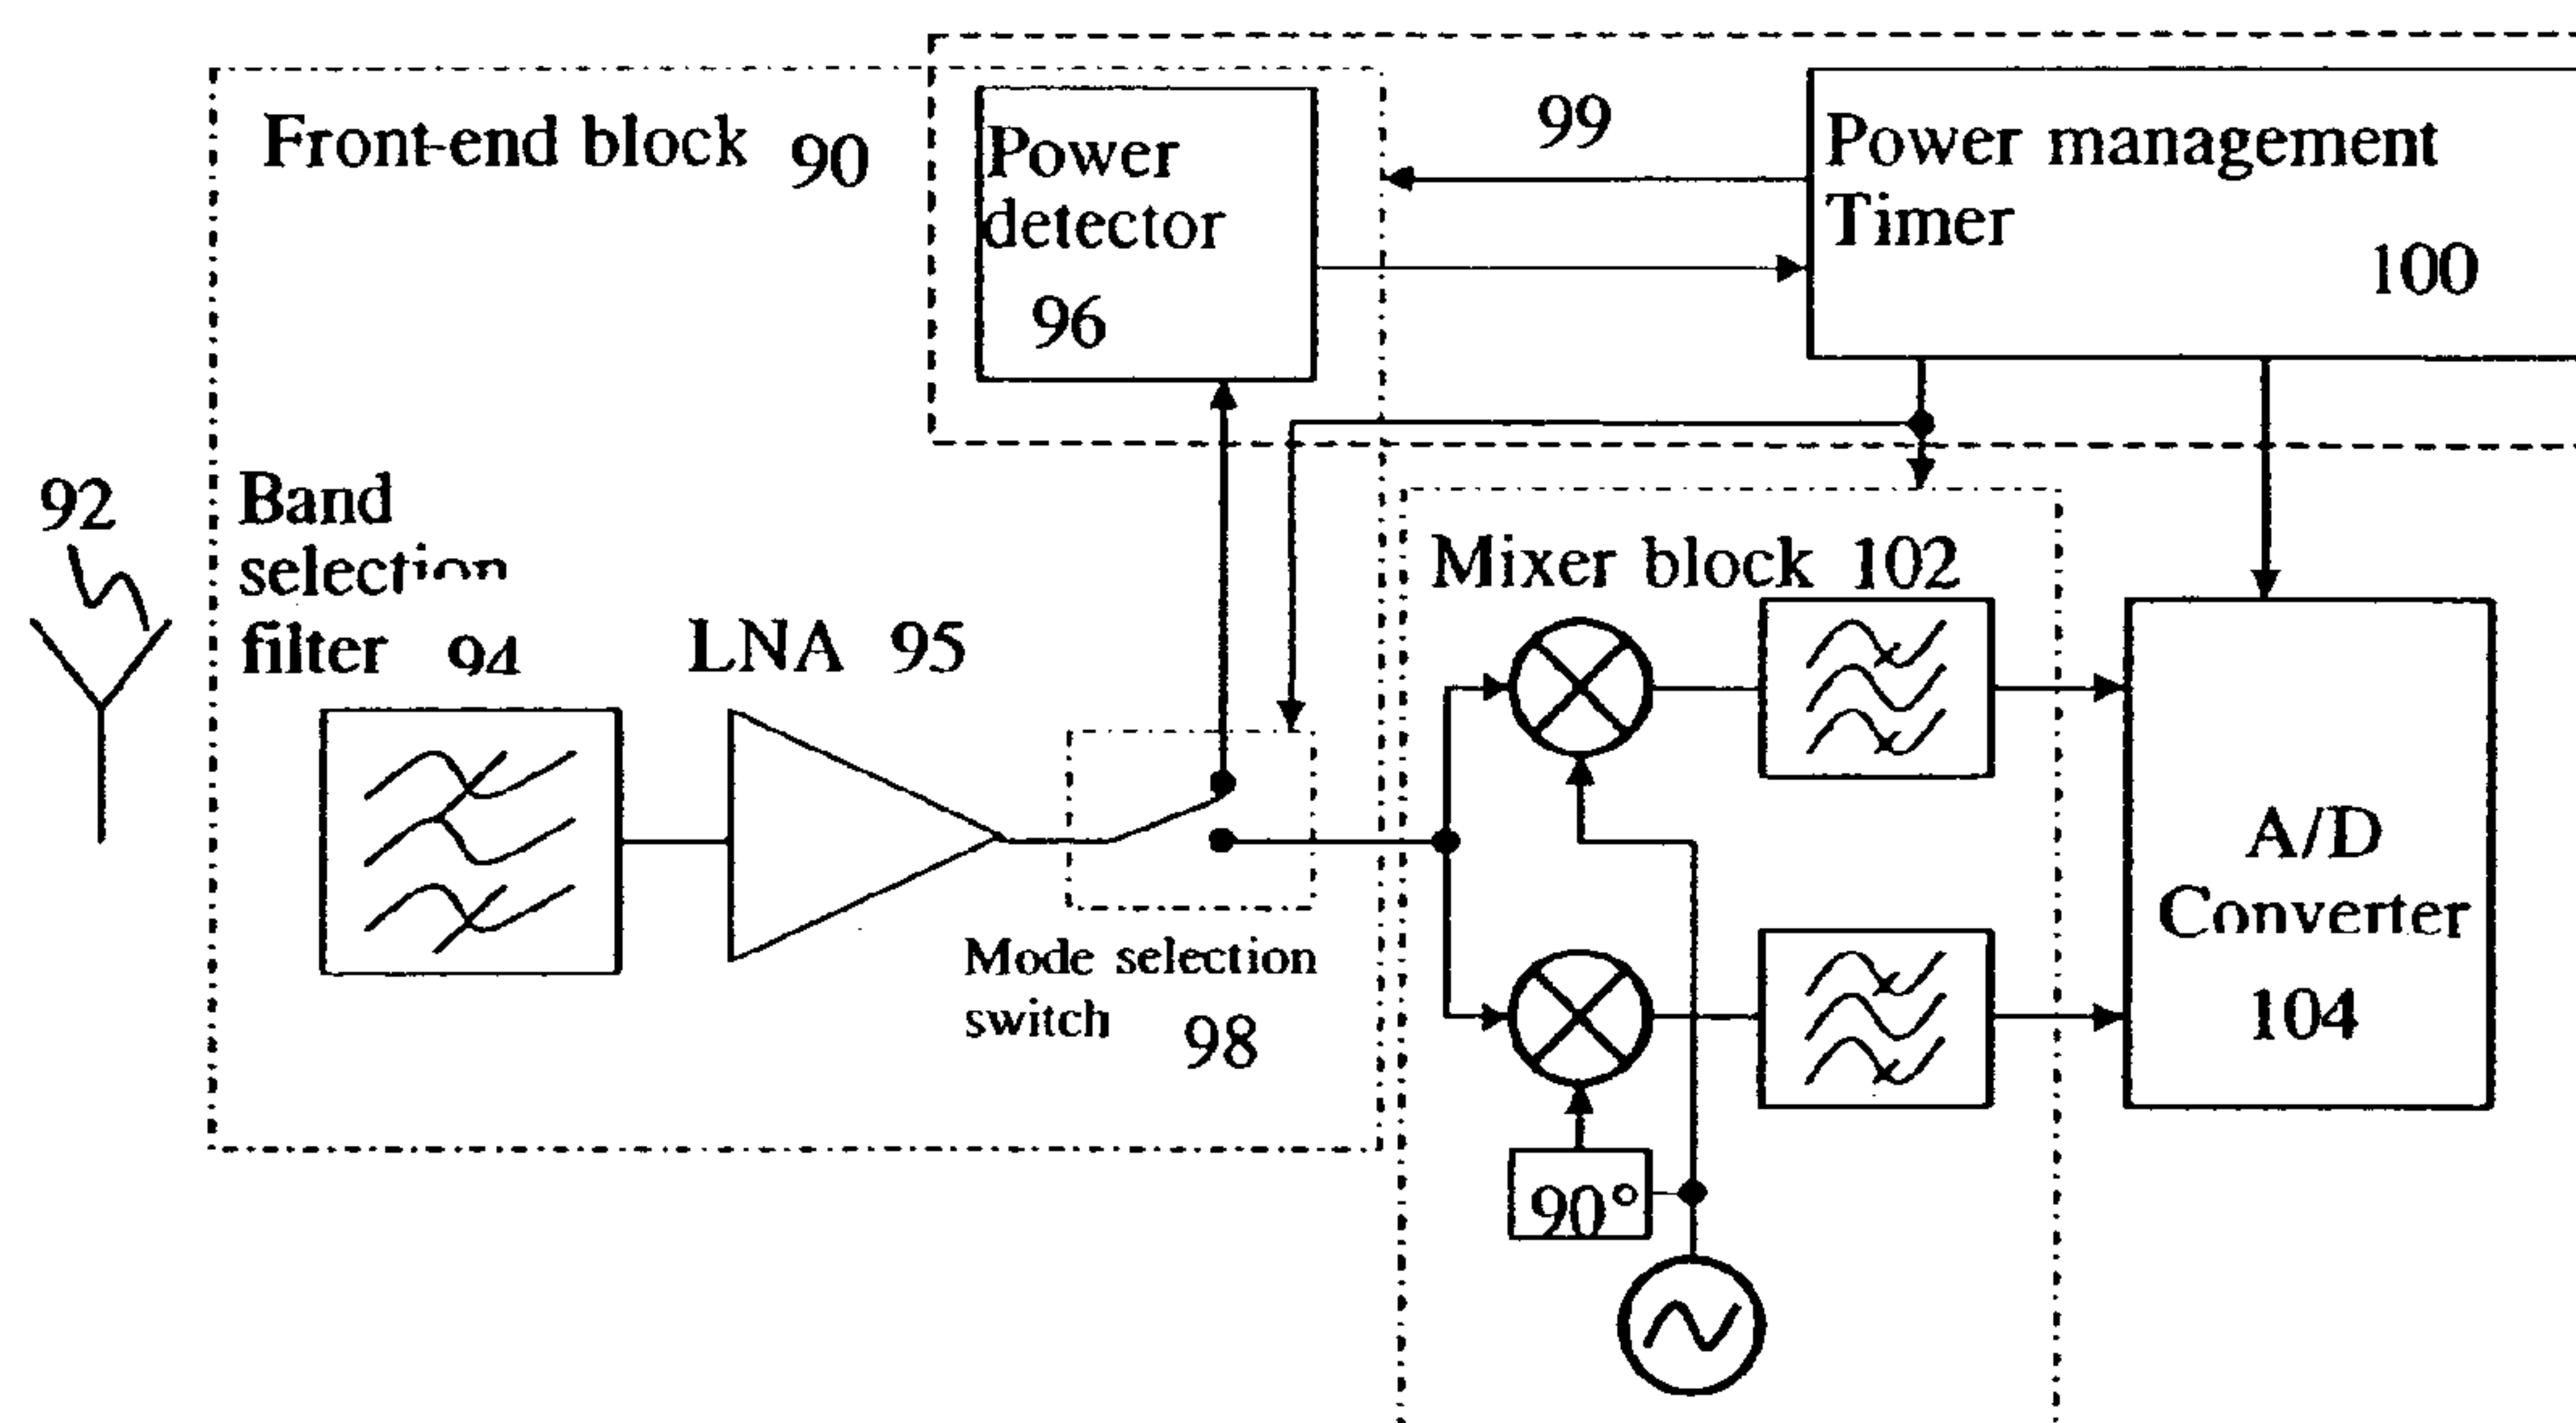 Front-end block 90
Power
detector
96
99
Power management
Timer
100
92
Band
selection
filter 94
LNA 95
Mode selection
switch 98
Mixer block 102
90°
A/D
Converter
104